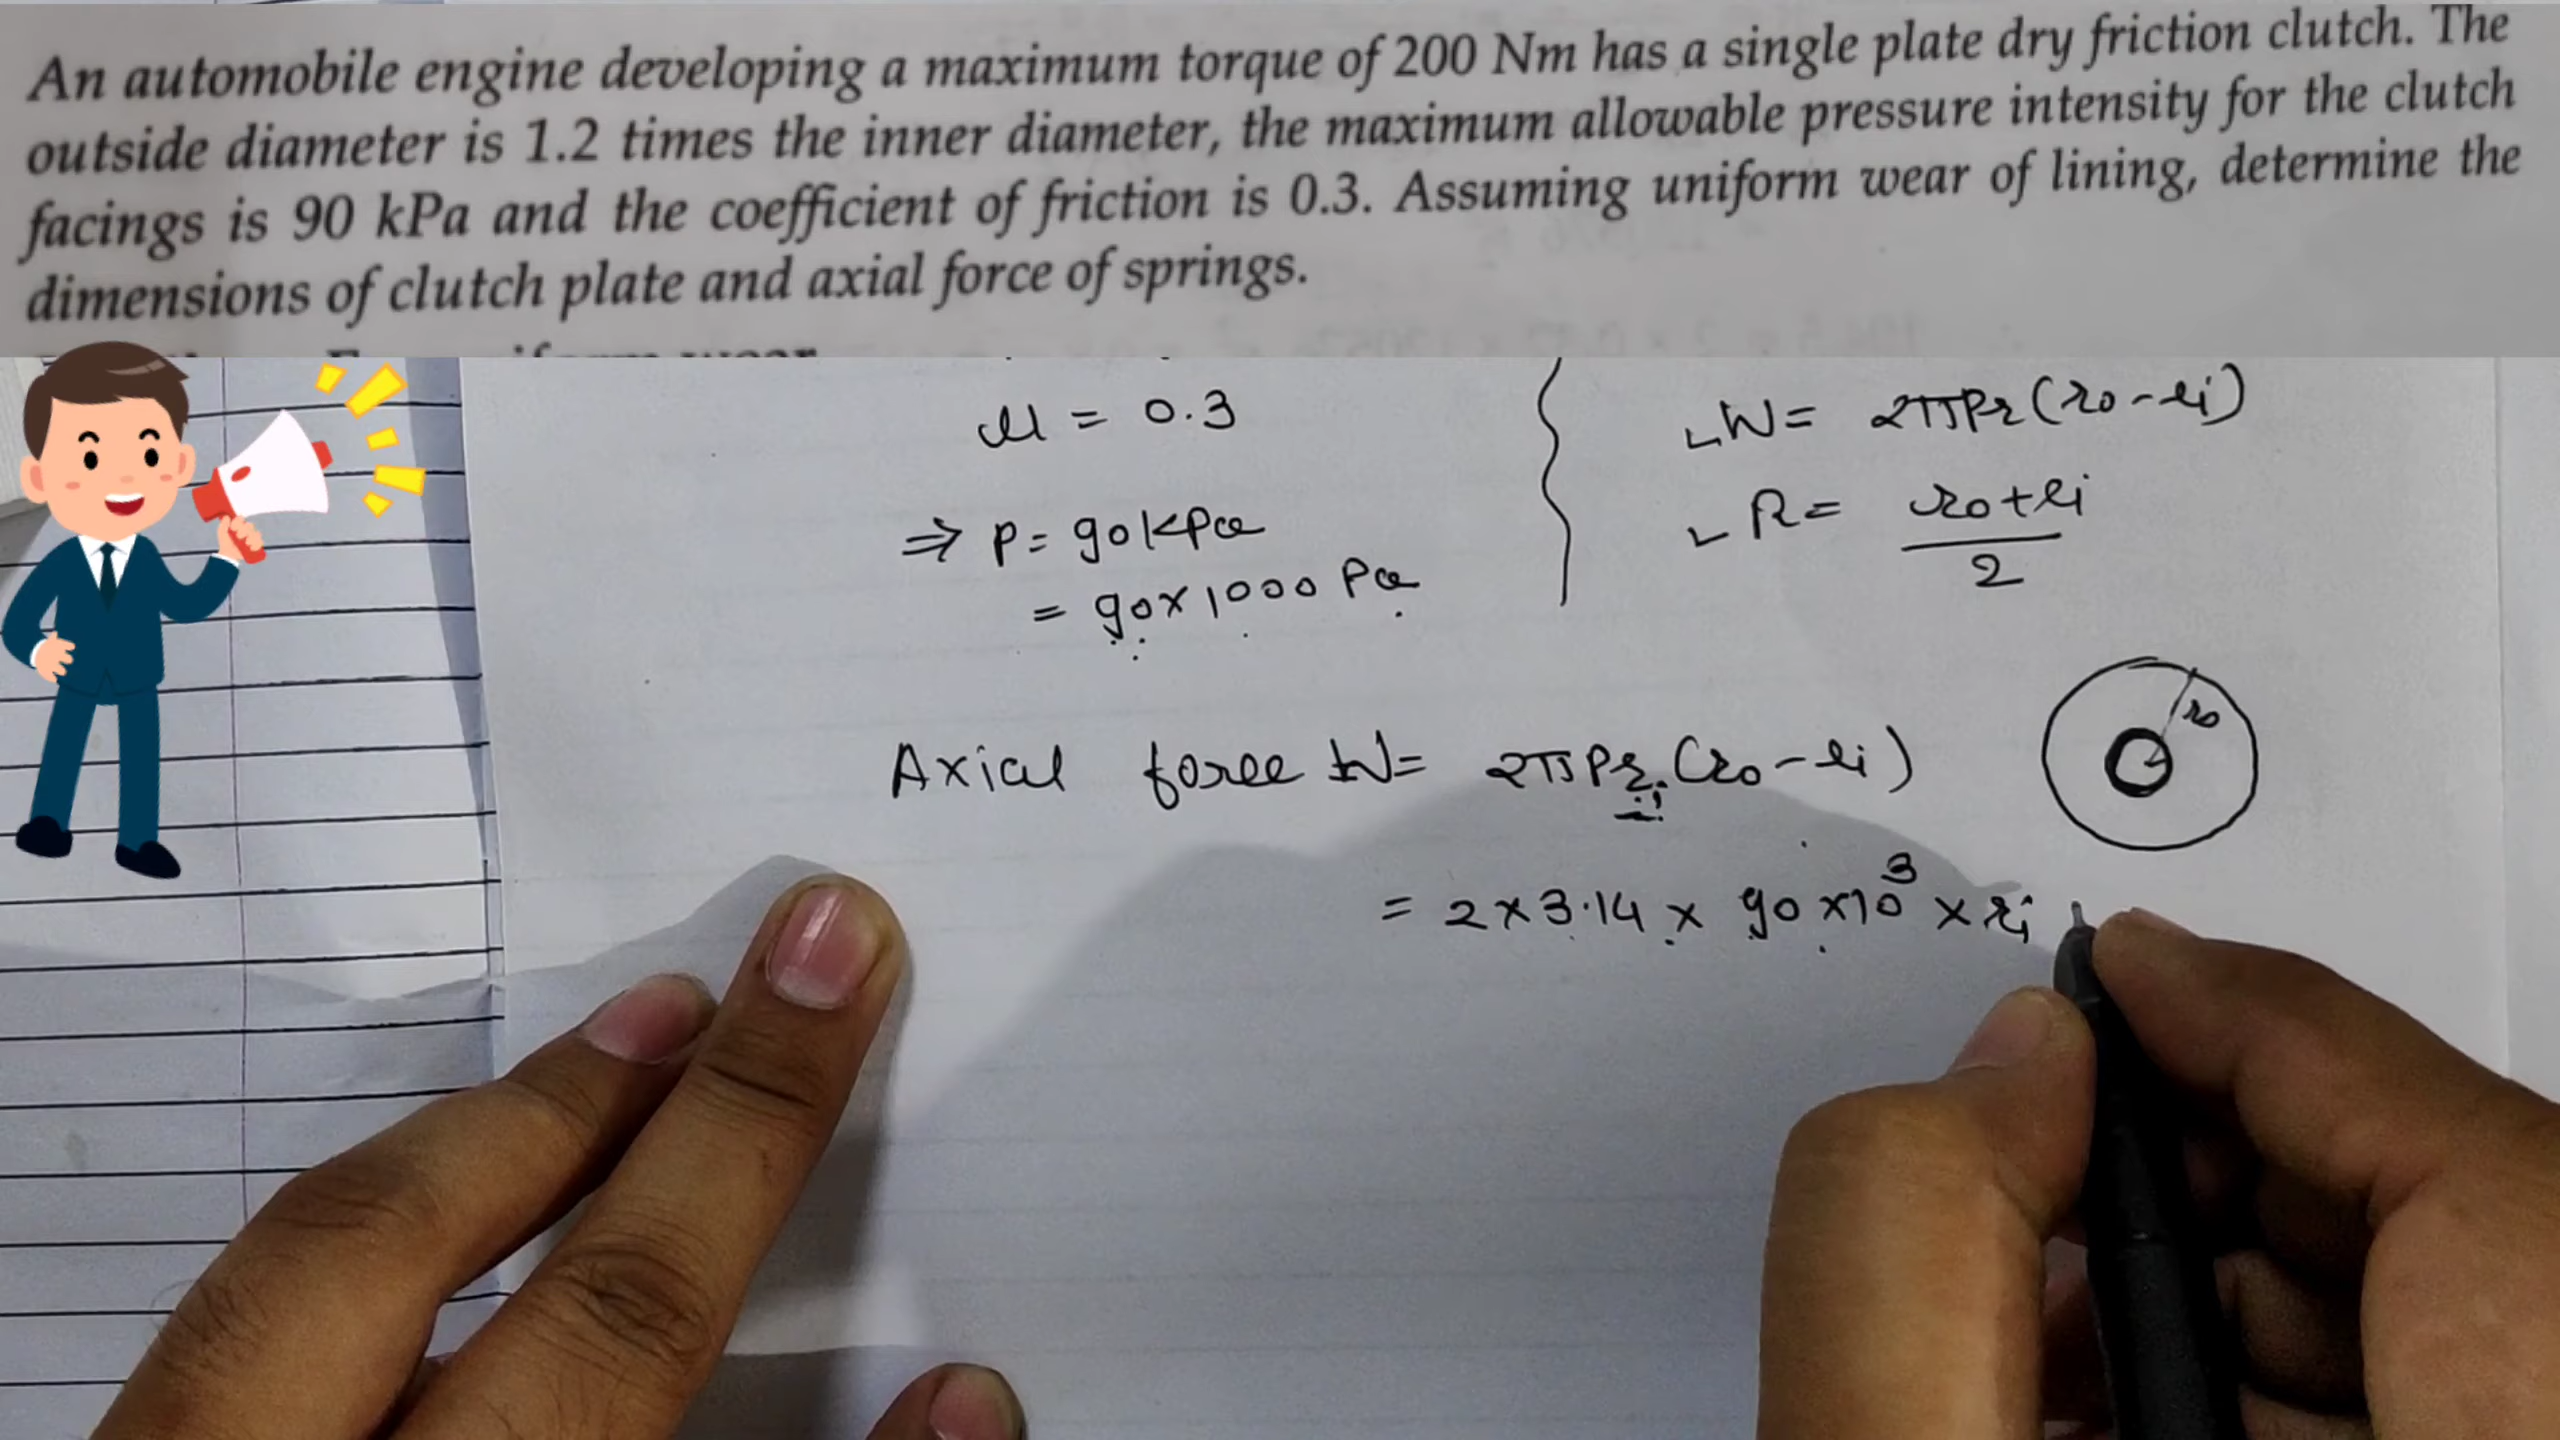 An automobile engine developing a maximum torque of 200 Nm has a single plate dry friction clutch. The
outside diameter is 1.2 times the inner diameter, the maximum allowable pressure intensity for the clutch
facings is 90 kPa and the coefficient of friction is 0.3. Assuming uniform wear of lining, determine the
dimensions of clutch plate and axial force of springs.
μ = 0.3
⇒ P = 90 kPa
= 90×1000 Pa
W = 2πPr(ro-ri)
R = ro+ri
2
ro
Axial force W = 2πPr.(ro-ri)
= 2×3.14 × 90×10³ × ri